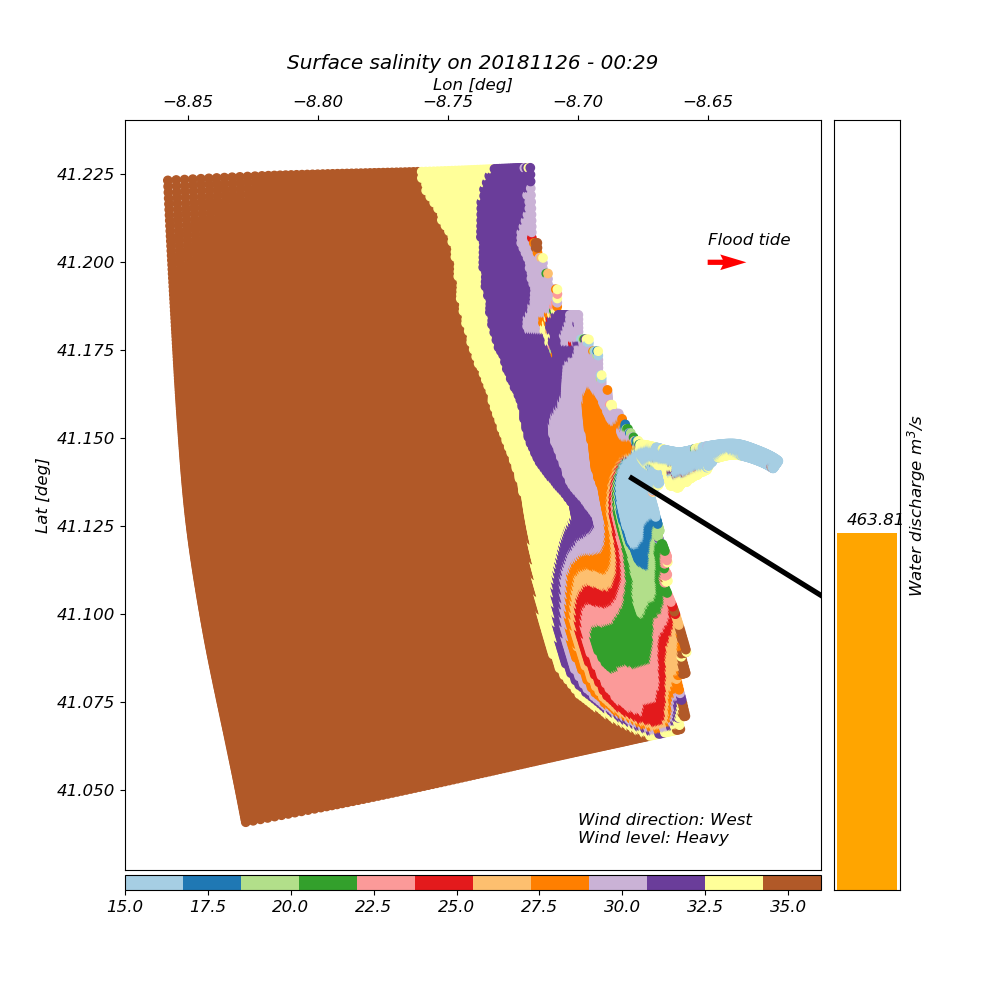 Surface salinity on 20181126 - 00:29
Lon [deg]
−8.85 −8.80 −8.75 −8.70 −8.65
41.225
41.200
41.175
41.150
41.125
41.100
41.075
41.050
Lat [deg]
Flood tide
463.81
Water discharge m³/s
Wind direction: West
Wind level: Heavy
15.0 17.5 20.0 22.5 25.0 27.5 30.0 32.5 35.0